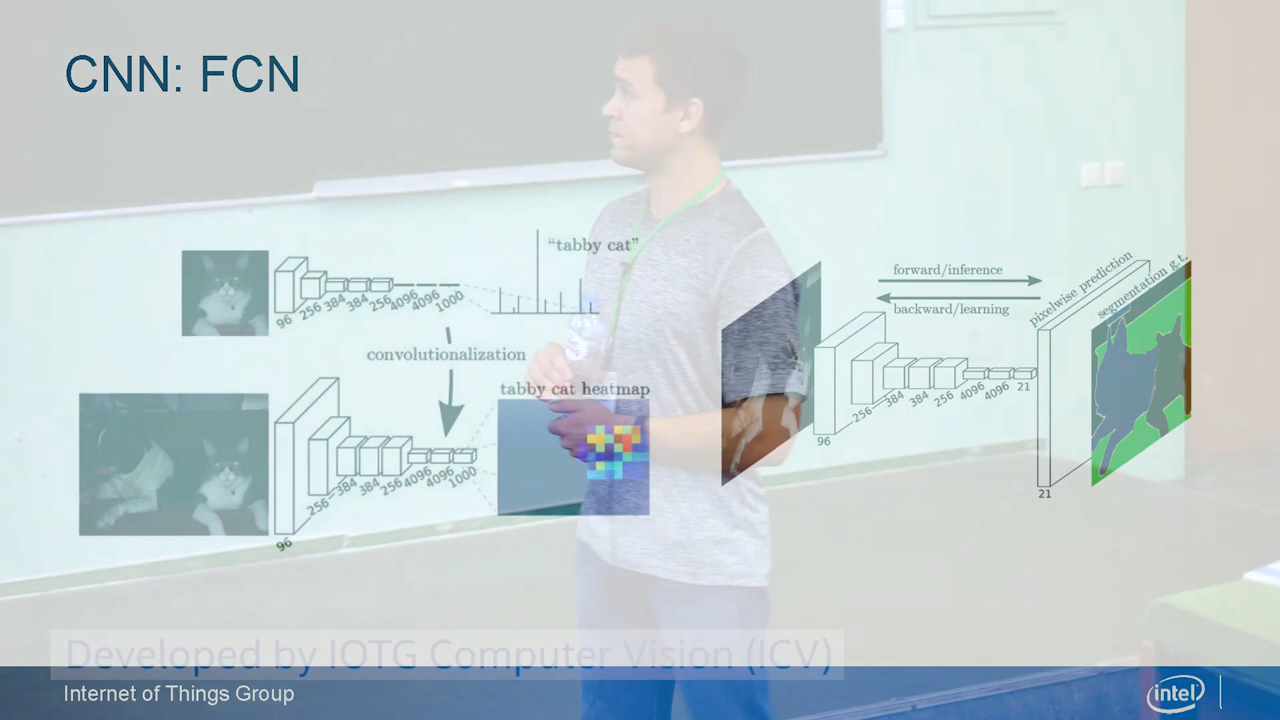 CNN: FCN
"tabby cat"
96
256
384
384
256
4096
4096
1000
convolutionalization
tabby cat heatmap
96
256
384
384
256
4096
4096
1000
forward/inference
backward/learning
pixelwise prediction
segmentation g.t.
96
256
384
384
256
4096
4096
21
21
Developed by IOTG Computer Vision (ICV)
Internet of Things Group
intel